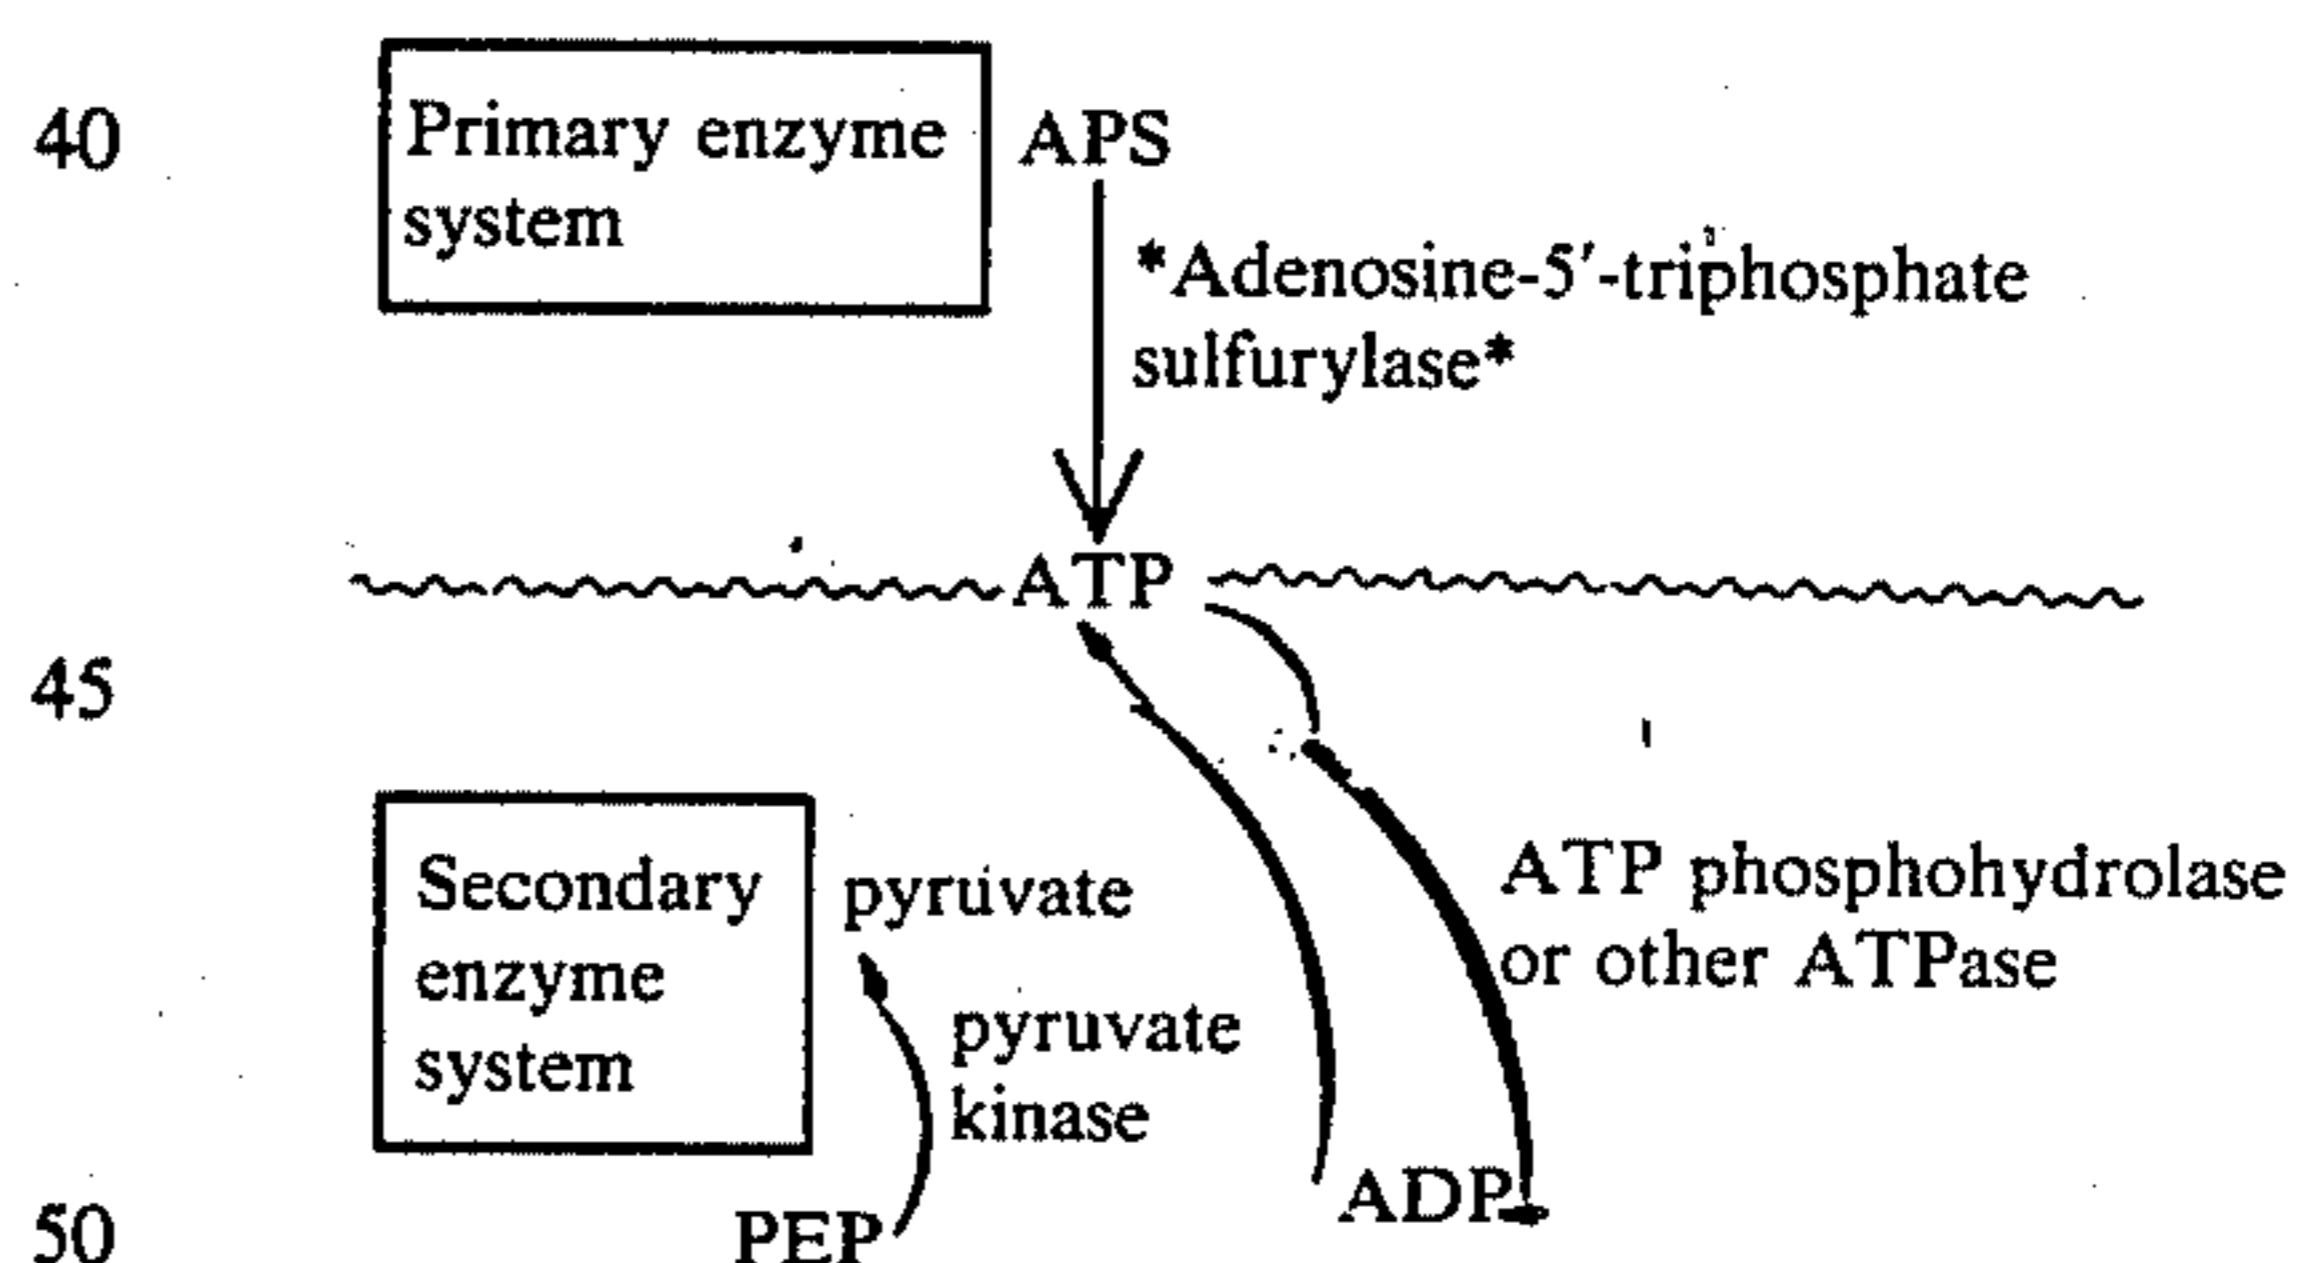 40
Primary enzyme
system
APS
*Adenosine-5'-triphosphate
sulfurylase*
ATP
45
Secondary
enzyme
system
pyruvate
pyruvate
kinase
ATP phosphohydrolase
or other ATPase
ADP
50
PEP